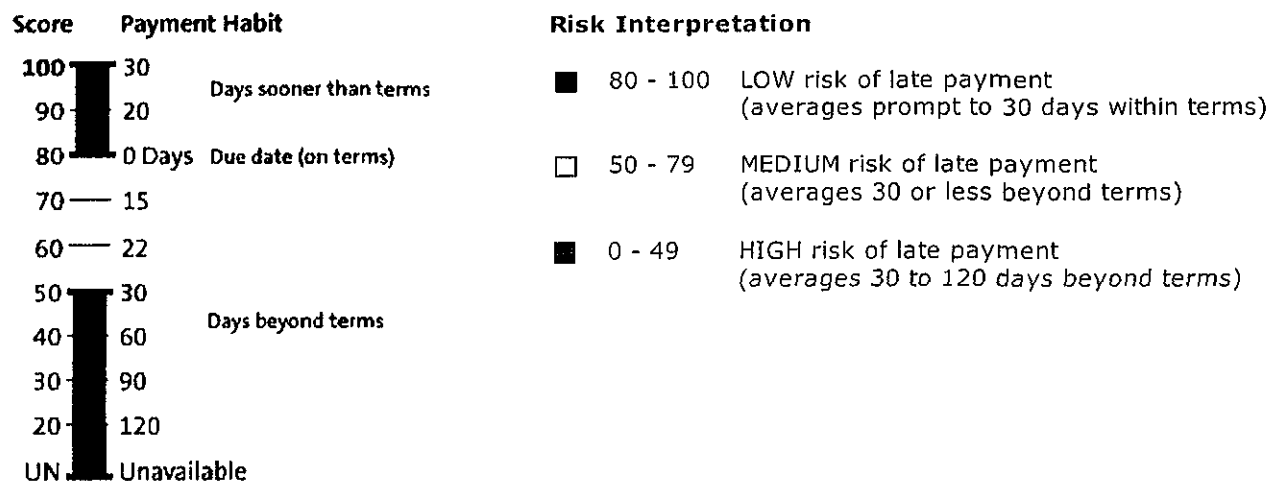 Score Payment Habit
100 30
Days sooner than terms
90 20
80 0 Days Due date (on terms)
70 15
60 22
50 30
Days beyond terms
40 60
30 90
20 120
UN Unavailable
Risk Interpretation
80 - 100 LOW risk of late payment
(averages prompt to 30 days within terms)
50 - 79 MEDIUM risk of late payment
(averages 30 or less beyond terms)
0 - 49 HIGH risk of late payment
(averages 30 to 120 days beyond terms)